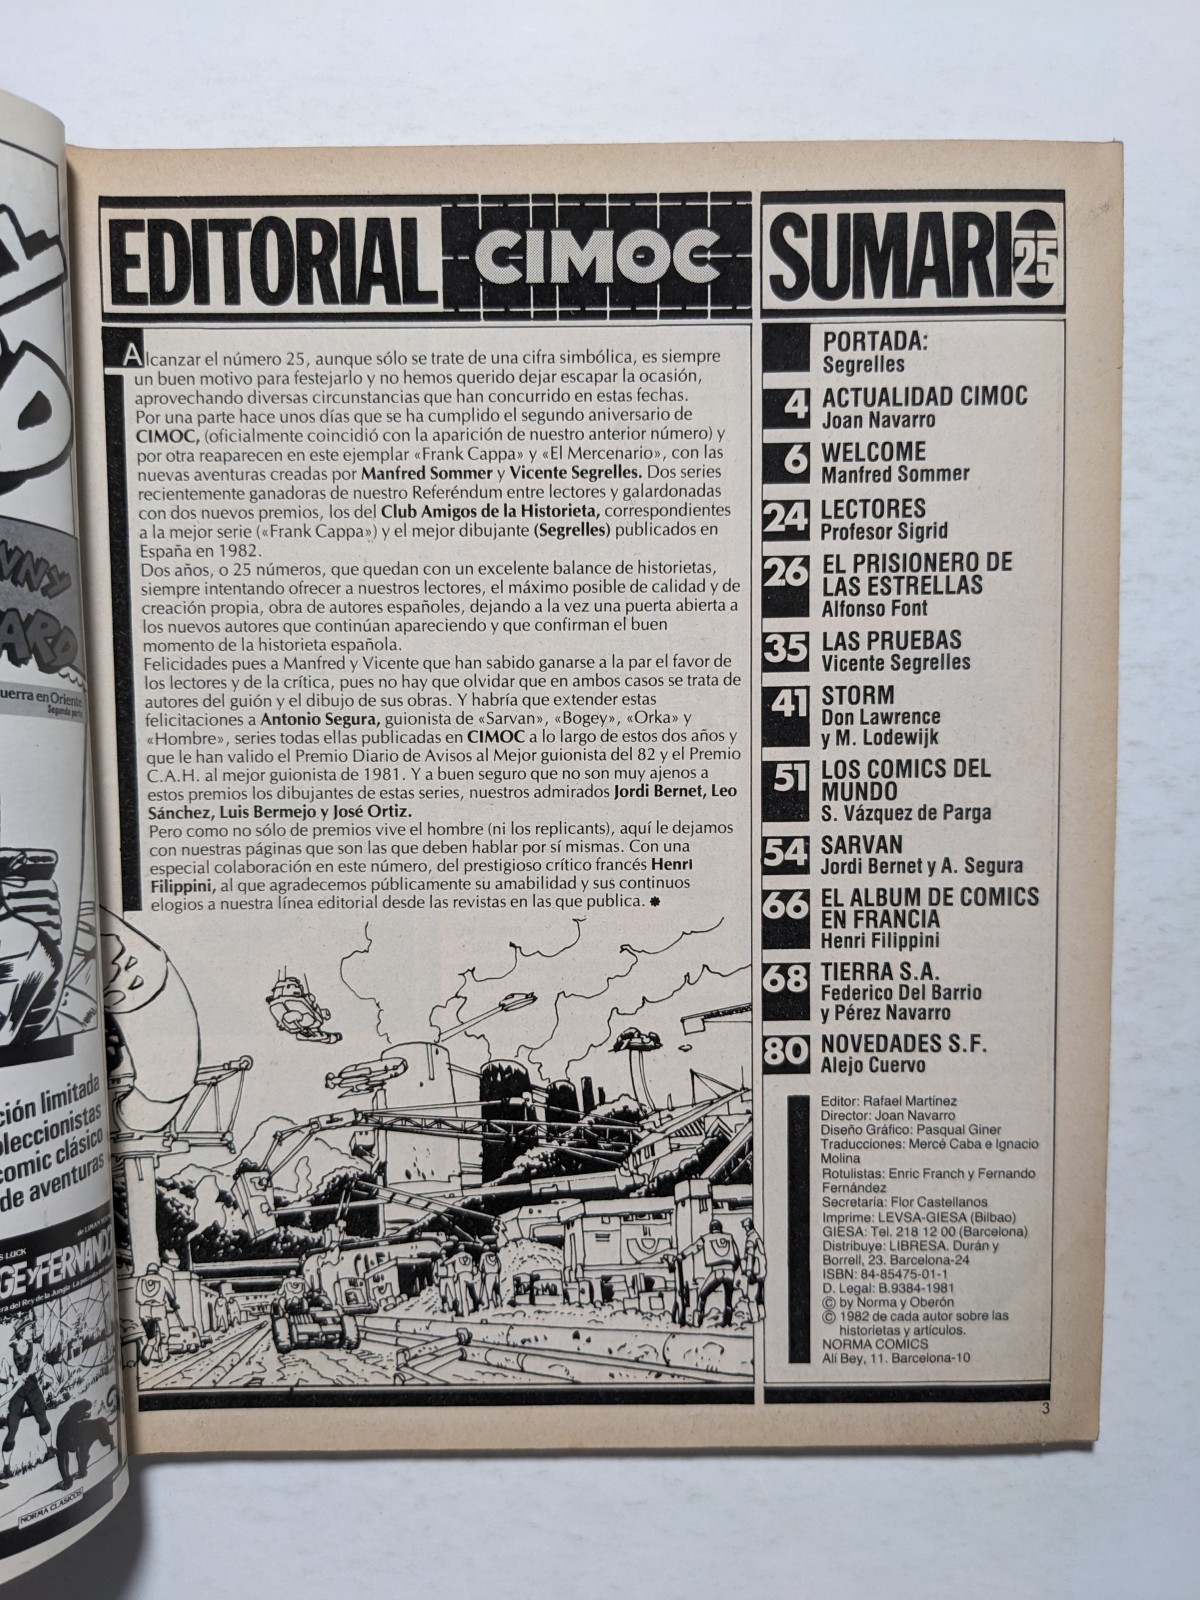 NNY
ARD
uerra en Oriente
Segunda parte
ción limitada
oleccionistas
comic clásico
de aventuras
S LUCK
GE y FERNANDO
era del Rey de la Jungla
NORMA CLASICOS
EDITORIAL
CIMOC
Alcanzar el número 25, aunque sólo se trate de una cifra simbólica, es siempre
un buen motivo para festejarlo y no hemos querido dejar escapar la ocasión,
aprovechando diversas circunstancias que han concurrido en estas fechas.
Por una parte hace unos días que se ha cumplido el segundo aniversario de
CIMOC, (oficialmente coincidió con la aparición de nuestro anterior número) y
por otra reaparecen en este ejemplar «Frank Cappa» y «El Mercenario», con las
nuevas aventuras creadas por Manfred Sommer y Vicente Segrelles. Dos series
recientemente ganadoras de nuestro Referéndum entre lectores y galardonadas
con dos nuevos premios, los del Club Amigos de la Historieta, correspondientes
a la mejor serie («Frank Cappa») y el mejor dibujante (Segrelles) publicados en
España en 1982.
Dos años, o 25 números, que quedan con un excelente balance de historietas,
siempre intentando ofrecer a nuestros lectores, el máximo posible de calidad y de
creación propia, obra de autores españoles, dejando a la vez una puerta abierta a
los nuevos autores que continúan apareciendo y que confirman el buen
momento de la historieta española.
Felicidades pues a Manfred y Vicente que han sabido ganarse a la par el favor de
los lectores y de la crítica, pues no hay que olvidar que en ambos casos se trata de
autores del guión y el dibujo de sus obras. Y habría que extender estas
felicitaciones a Antonio Segura, guionista de «Sarvan», «Bogey», «Orka» y
«Hombre», series todas ellas publicadas en CIMOC a lo largo de estos dos años y
que le han valido el Premio Diario de Avisos al Mejor guionista del 82 y el Premio
C.A.H. al mejor guionista de 1981. Y a buen seguro que no son muy ajenos a
estos premios los dibujantes de estas series, nuestros admirados Jordi Bernet, Leo
Sánchez, Luis Bermejo y José Ortiz.
Pero como no sólo de premios vive el hombre (ni los replicants), aquí le dejamos
con nuestras páginas que son las que deben hablar por sí mismas. Con una
especial colaboración en este número, del prestigioso crítico francés Henri
Filippini, al que agradecemos públicamente su amabilidad y sus continuos
elogios a nuestra línea editorial desde las revistas en las que publica. ✱
SUMARIO 25
PORTADA:
Segrelles
4 ACTUALIDAD CIMOC
Joan Navarro
6 WELCOME
Manfred Sommer
24 LECTORES
Profesor Sigrid
26 EL PRISIONERO DE
LAS ESTRELLAS
Alfonso Font
35 LAS PRUEBAS
Vicente Segrelles
41 STORM
Don Lawrence
y M. Lodewijk
51 LOS COMICS DEL
MUNDO
S. Vázquez de Parga
54 SARVAN
Jordi Bernet y A. Segura
66 EL ALBUM DE COMICS
EN FRANCIA
Henri Filippini
68 TIERRA S.A.
Federico Del Barrio
y Pérez Navarro
80 NOVEDADES S.F.
Alejo Cuervo
Editor: Rafael Martínez
Director: Joan Navarro
Diseño Gráfico: Pasqual Giner
Traducciones: Mercé Caba e Ignacio
Molina
Rotulistas: Enric Franch y Fernando
Fernández
Secretaría: Flor Castellanos
Imprime: LEVSA-GIESA (Bilbao)
GIESA: Tel. 218 12 00 (Barcelona)
Distribuye: LIBRESA. Durán y
Borrell, 23. Barcelona-24
ISBN: 84-85475-01-1
D. Legal: B.9384-1981
© by Norma y Oberón
© 1982 de cada autor sobre las
historietas y artículos.
NORMA COMICS
Alí Bey, 11. Barcelona-10
3